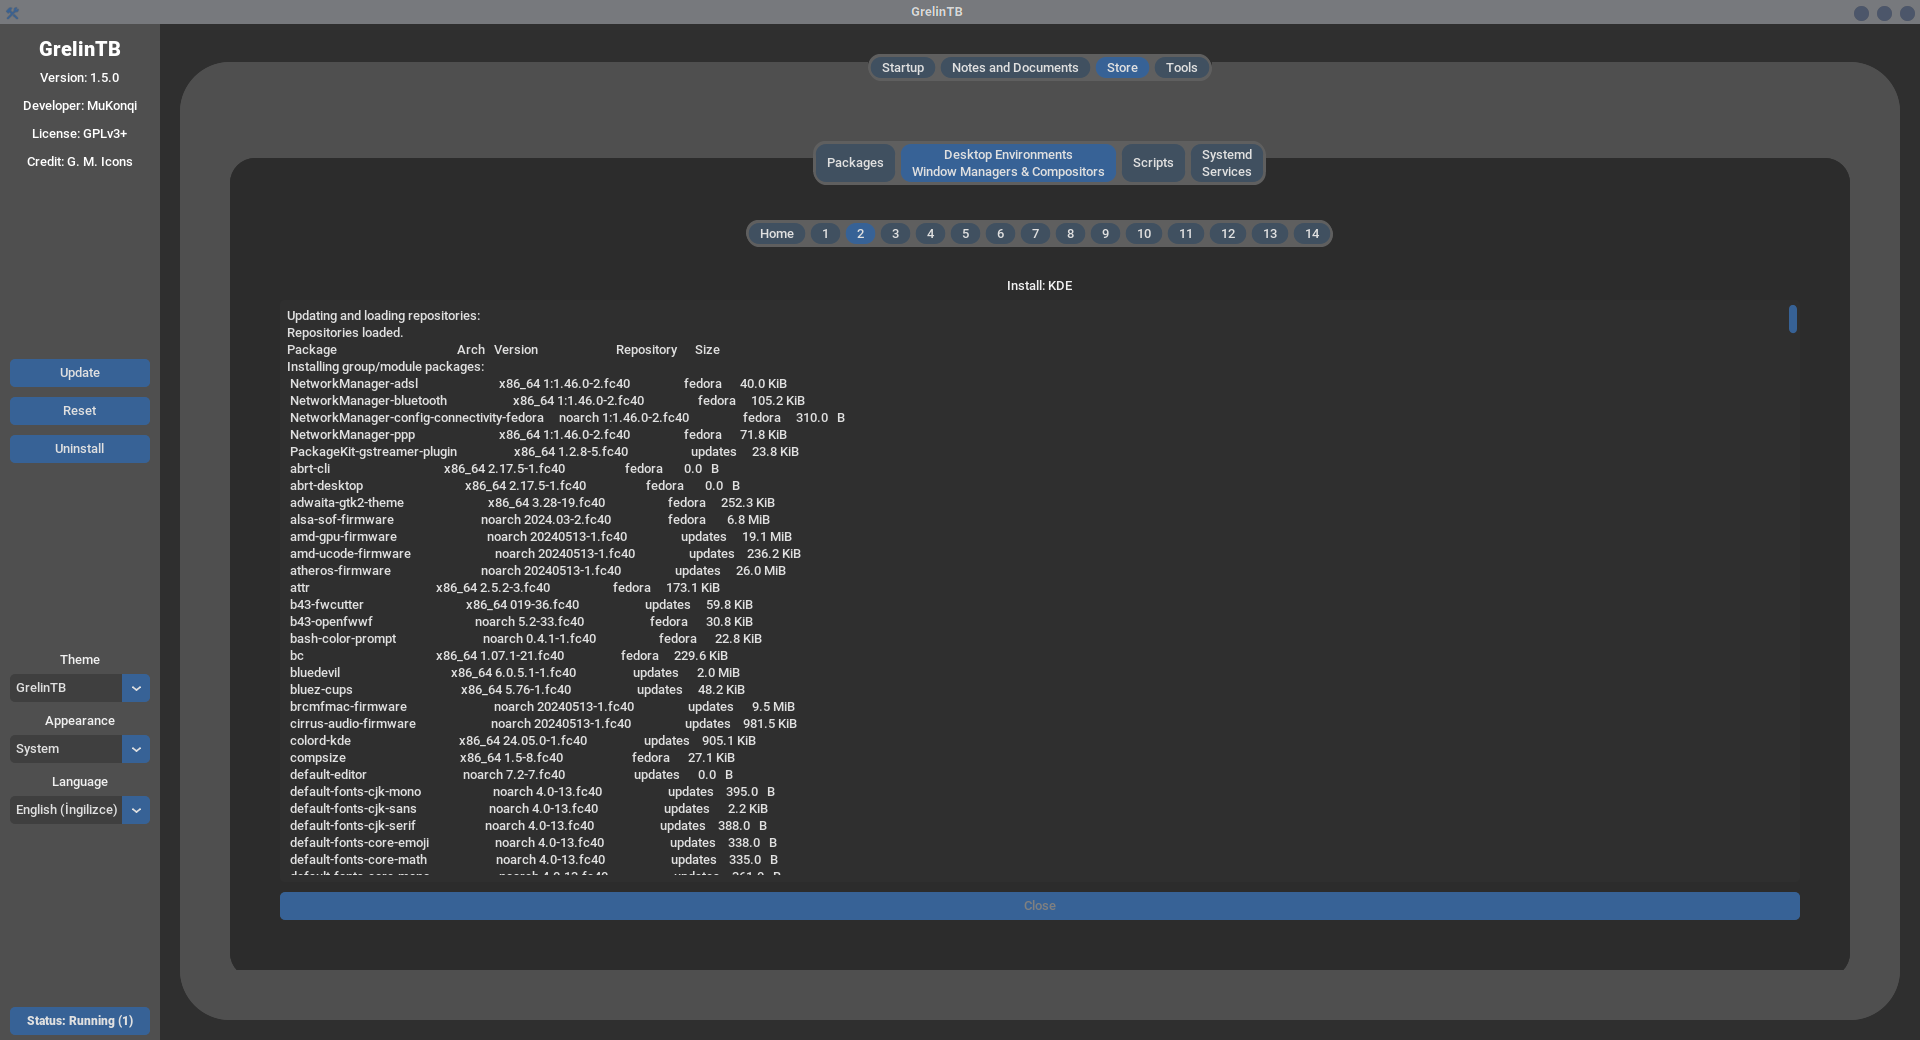 GrelinTB
GrelinTB
Version: 1.5.0
Developer: MuKonqi
License: GPLv3+
Credit: G. M. Icons
Update
Reset
Uninstall
Theme
GrelinTB
Appearance
System
Language
English (İngilizce)
Status: Running (1)
Startup Notes and Documents Store Tools
Packages
Desktop Environments
Window Managers & Compositors
Scripts
Systemd
Services
Home 1 2 3 4 5 6 7 8 9 10 11 12 13 14
Install: KDE
Updating and loading repositories:
Repositories loaded.
Package Arch Version Repository Size
Installing group/module packages:
NetworkManager-adsl x86_64 1:1.46.0-2.fc40 fedora 40.0 KiB
NetworkManager-bluetooth x86_64 1:1.46.0-2.fc40 fedora 105.2 KiB
NetworkManager-config-connectivity-fedora noarch 1:1.46.0-2.fc40 fedora 310.0 B
NetworkManager-ppp x86_64 1:1.46.0-2.fc40 fedora 71.8 KiB
PackageKit-gstreamer-plugin x86_64 1.2.8-5.fc40 updates 23.8 KiB
abrt-cli x86_64 2.17.5-1.fc40 fedora 0.0 B
abrt-desktop x86_64 2.17.5-1.fc40 fedora 0.0 B
adwaita-gtk2-theme x86_64 3.28-19.fc40 fedora 252.3 KiB
alsa-sof-firmware noarch 2024.03-2.fc40 fedora 6.8 MiB
amd-gpu-firmware noarch 20240513-1.fc40 updates 19.1 MiB
amd-ucode-firmware noarch 20240513-1.fc40 updates 236.2 KiB
atheros-firmware noarch 20240513-1.fc40 updates 26.0 MiB
attr x86_64 2.5.2-3.fc40 fedora 173.1 KiB
b43-fwcutter x86_64 019-36.fc40 updates 59.8 KiB
b43-openfwwf noarch 5.2-33.fc40 fedora 30.8 KiB
bash-color-prompt noarch 0.4.1-1.fc40 fedora 22.8 KiB
bc x86_64 1.07.1-21.fc40 fedora 229.6 KiB
bluedevil x86_64 6.0.5.1-1.fc40 updates 2.0 MiB
bluez-cups x86_64 5.76-1.fc40 updates 48.2 KiB
brcmfmac-firmware noarch 20240513-1.fc40 updates 9.5 MiB
cirrus-audio-firmware noarch 20240513-1.fc40 updates 981.5 KiB
colord-kde x86_64 24.05.0-1.fc40 updates 905.1 KiB
compsize x86_64 1.5-8.fc40 fedora 27.1 KiB
default-editor noarch 7.2-7.fc40 updates 0.0 B
default-fonts-cjk-mono noarch 4.0-13.fc40 updates 395.0 B
default-fonts-cjk-sans noarch 4.0-13.fc40 updates 2.2 KiB
default-fonts-cjk-serif noarch 4.0-13.fc40 updates 388.0 B
default-fonts-core-emoji noarch 4.0-13.fc40 updates 338.0 B
default-fonts-core-math noarch 4.0-13.fc40 updates 335.0 B
Close